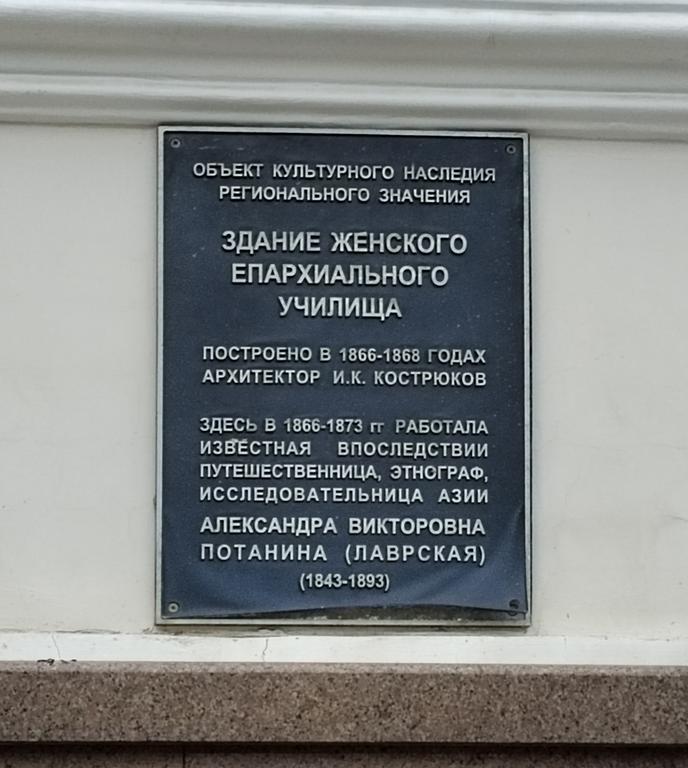 ОБЪЕКТ КУЛЬТУРНОГО НАСЛЕДИЯ
РЕГИОНАЛЬНОГО ЗНАЧЕНИЯ
ЗДАНИЕ ЖЕНСКОГО
ЕПАРХИАЛЬНОГО
УЧИЛИЩА
ПОСТРОЕНО В 1866-1868 ГОДАХ
АРХИТЕКТОР И.К. КОСТРЮКОВ
ЗДЕСЬ В 1866-1873 гг РАБОТАЛА
ИЗВЕСТНАЯ ВПОСЛЕДСТВИИ
ПУТЕШЕСТВЕННИЦА, ЭТНОГРАФ,
ИССЛЕДОВАТЕЛЬНИЦА АЗИИ
АЛЕКСАНДРА ВИКТОРОВНА
ПОТАНИНА (ЛАВРСКАЯ)
(1843-1893)